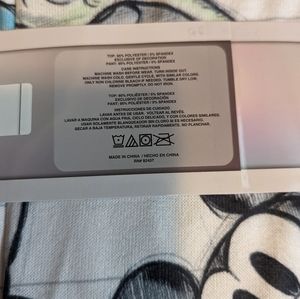 TOP: 95% POLYESTER / 5% SPANDEX
EXCLUSIVE OF DECORATION
PANT: 95% POLYESTER / 5% SPANDEX
CARE INSTRUCTIONS
MACHINE WASH BEFORE WEAR. TURN INSIDE OUT.
MACHINE WASH COLD, GENTLE CYCLE, WITH SIMILAR COLORS.
ONLY NON CHLORINE BLEACH IF NEEDED. TUMBLE DRY LOW.
REMOVE PROMPTLY. DO NOT IRON.
TOP: 95% POLIÉSTER / 5% SPANDEX
EXCLUSIVO DE DECORACIÓN
PANT: 95% POLIÉSTER / 5% SPANDEX
INSTRUCCIONES DE CUIDADO
LAVAR ANTES DE USAR. VOLTEAR AL REVÉS.
LAVAR A MAQUINA CON AGUA FRIA, CICLO DELICADO, CON COLORES SIMILARES.
USAR SOLAMENTE BLANQUEADOR SIN CLORO SI ES NECESARIO.
SECAR A BAJA TEMPERATURA. RETIRAR RAPIDAMENTE. NO PLANCHAR.
MADE IN CHINA / HECHO EN CHINA
RN#